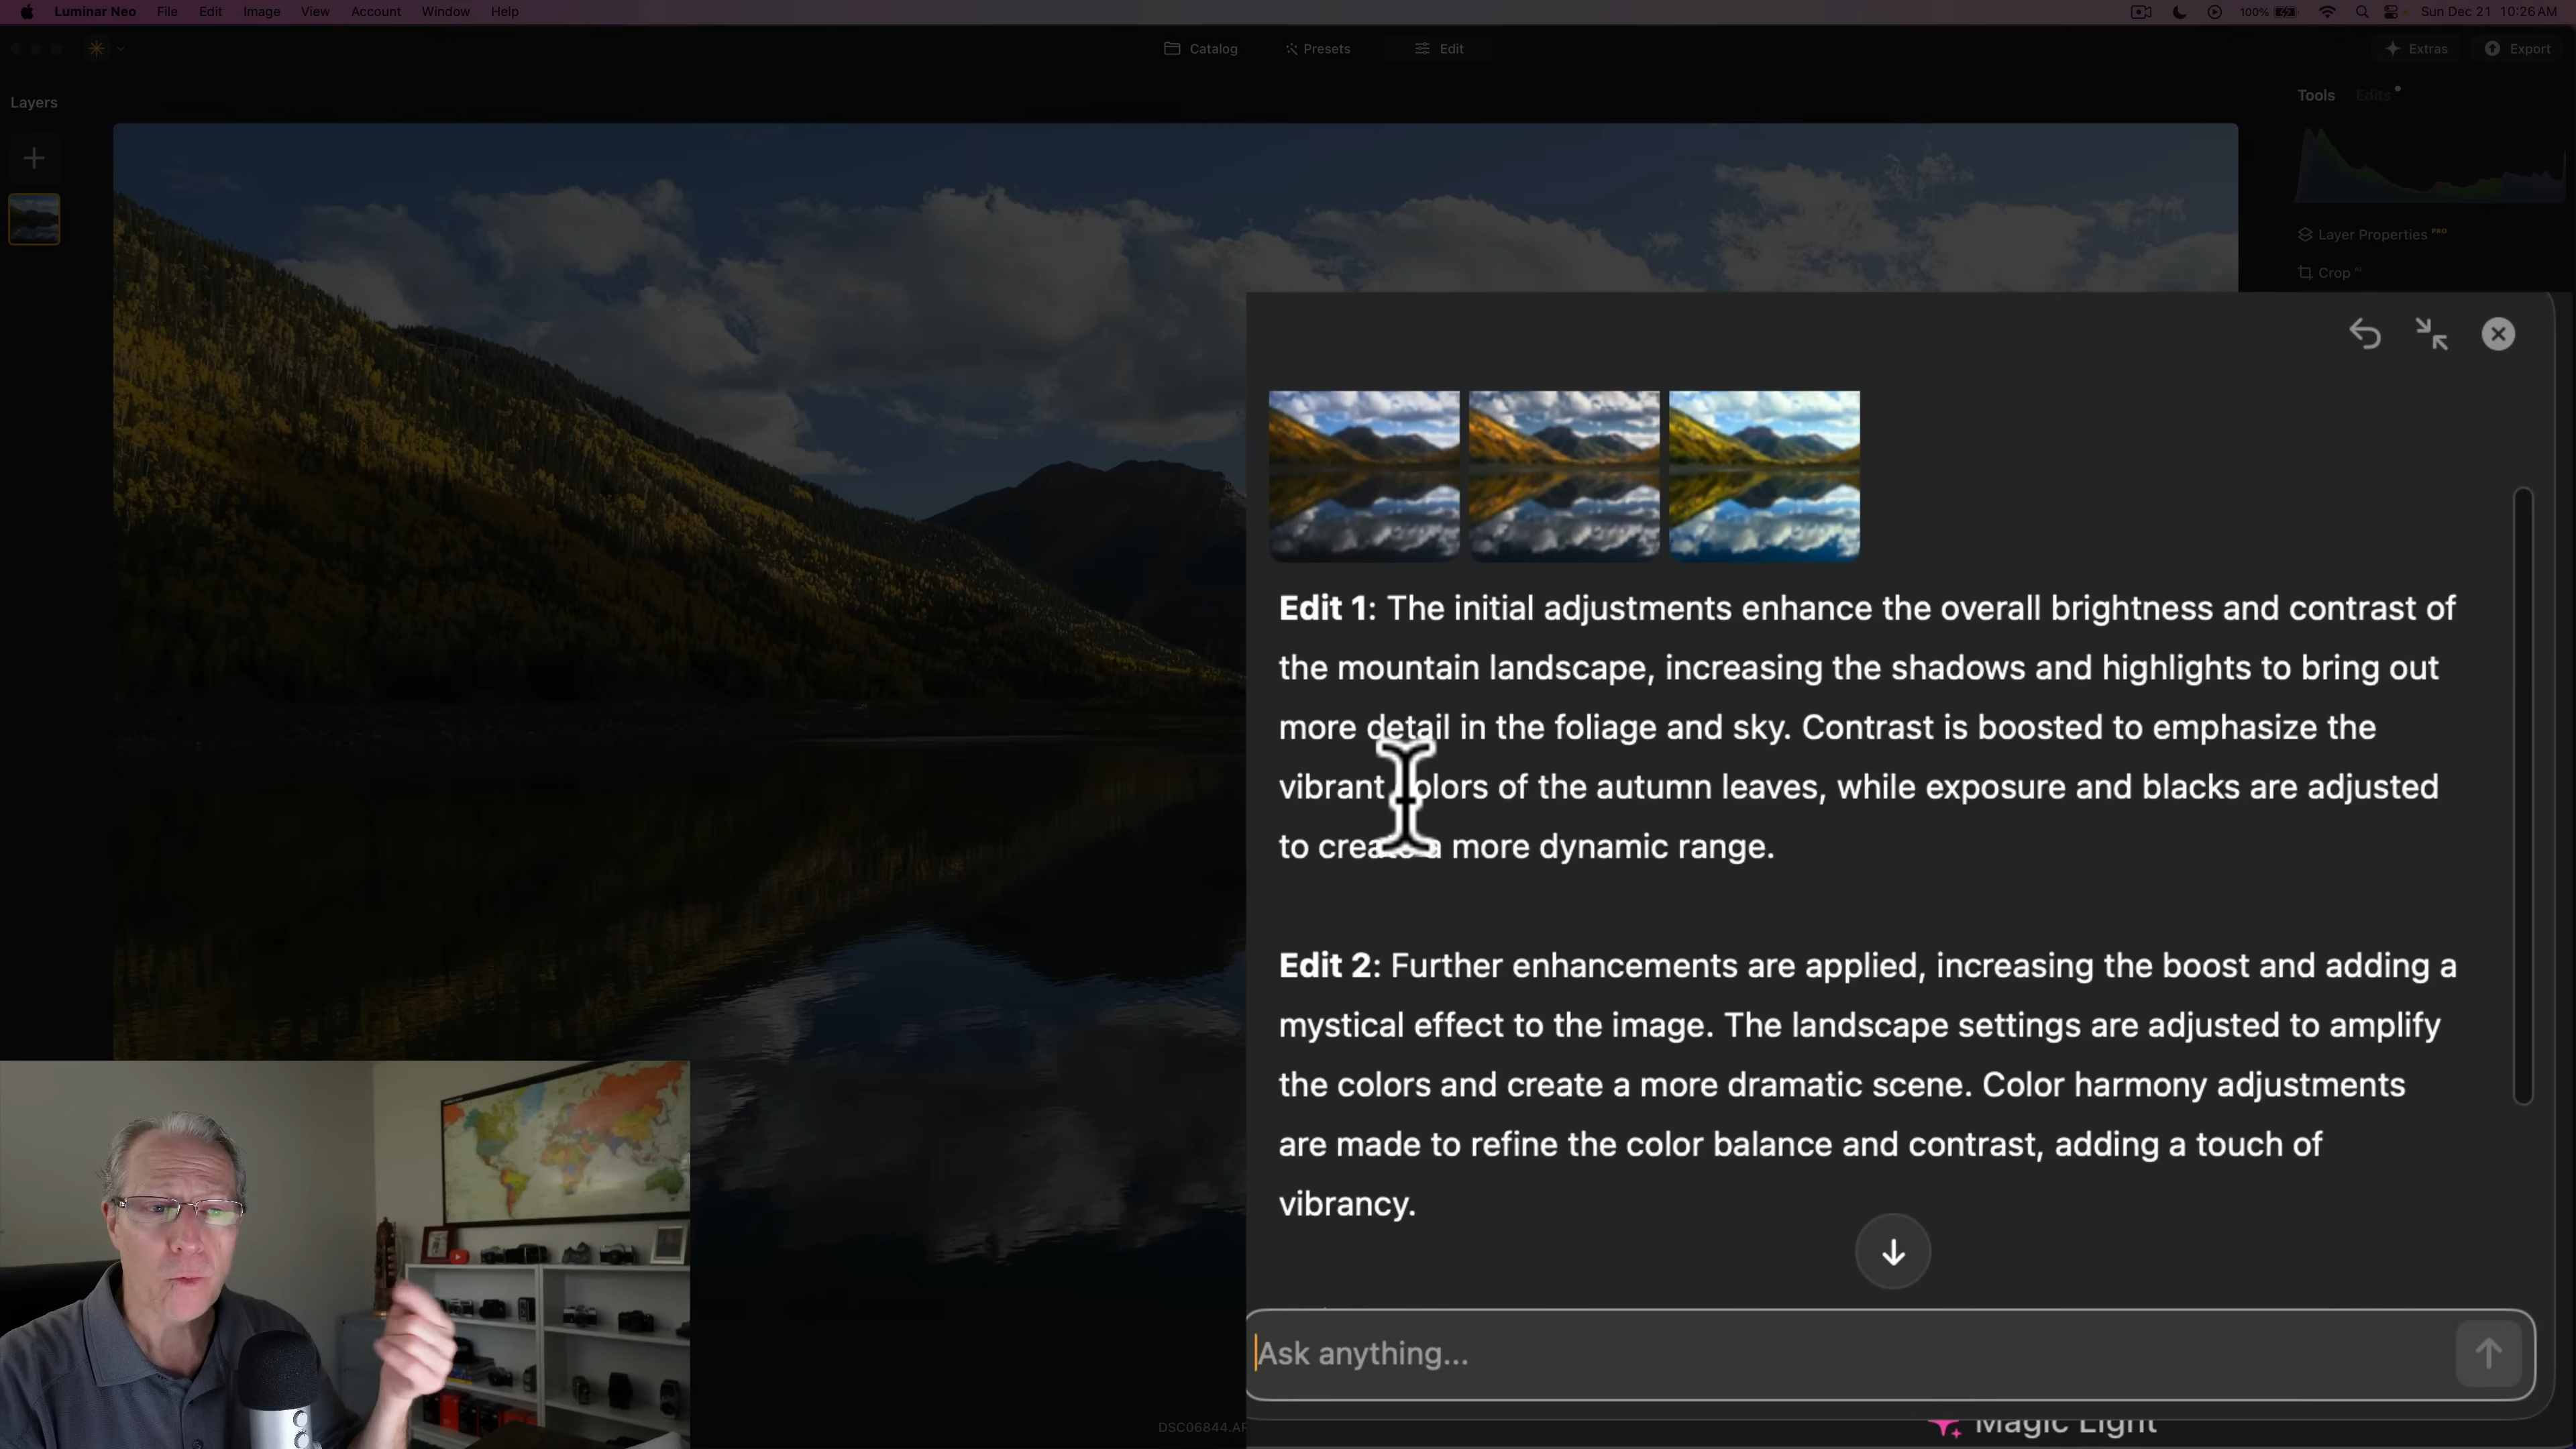 Luminar Neo File Edit Image View Account Window Help 100% Sun Dec 21 10:26 AM
Catalog Presets Edit Extras Export
Layers
Tools Edits
Layer Properties PRO
Crop AI
Edit 1: The initial adjustments enhance the overall brightness and contrast of
the mountain landscape, increasing the shadows and highlights to bring out
more detail in the foliage and sky. Contrast is boosted to emphasize the
vibrant colors of the autumn leaves, while exposure and blacks are adjusted
to create a more dynamic range.
Edit 2: Further enhancements are applied, increasing the boost and adding a
mystical effect to the image. The landscape settings are adjusted to amplify
the colors and create a more dramatic scene. Color harmony adjustments
are made to refine the color balance and contrast, adding a touch of
vibrancy.
Ask anything...
DSC06844.AR
Magic Light